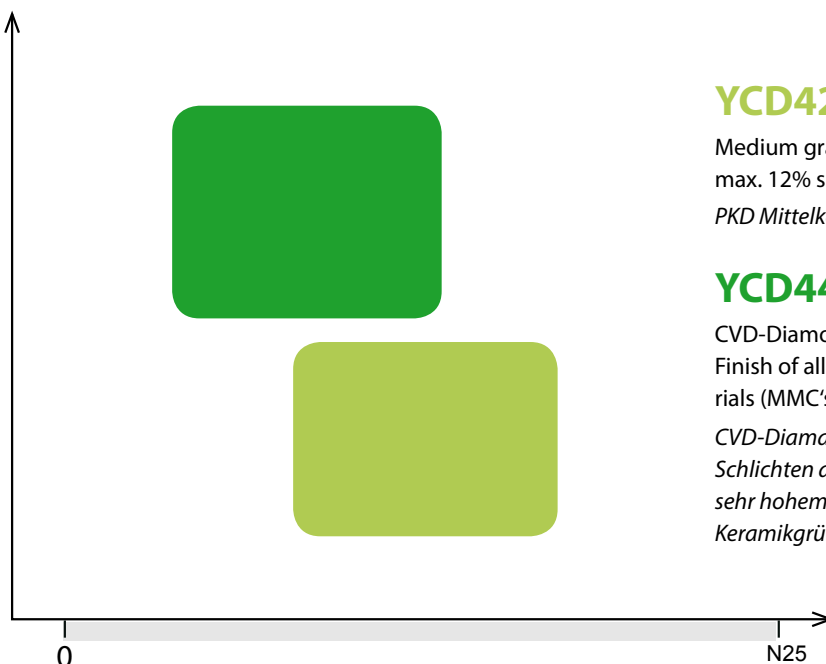 YCD42
Medium gra
max. 12% s
PKD Mittelk
YCD44
CVD-Diamo
Finish of all
rials (MMC‘s
CVD-Diama
Schlichten a
sehr hohem
Keramikgrü
0
N25